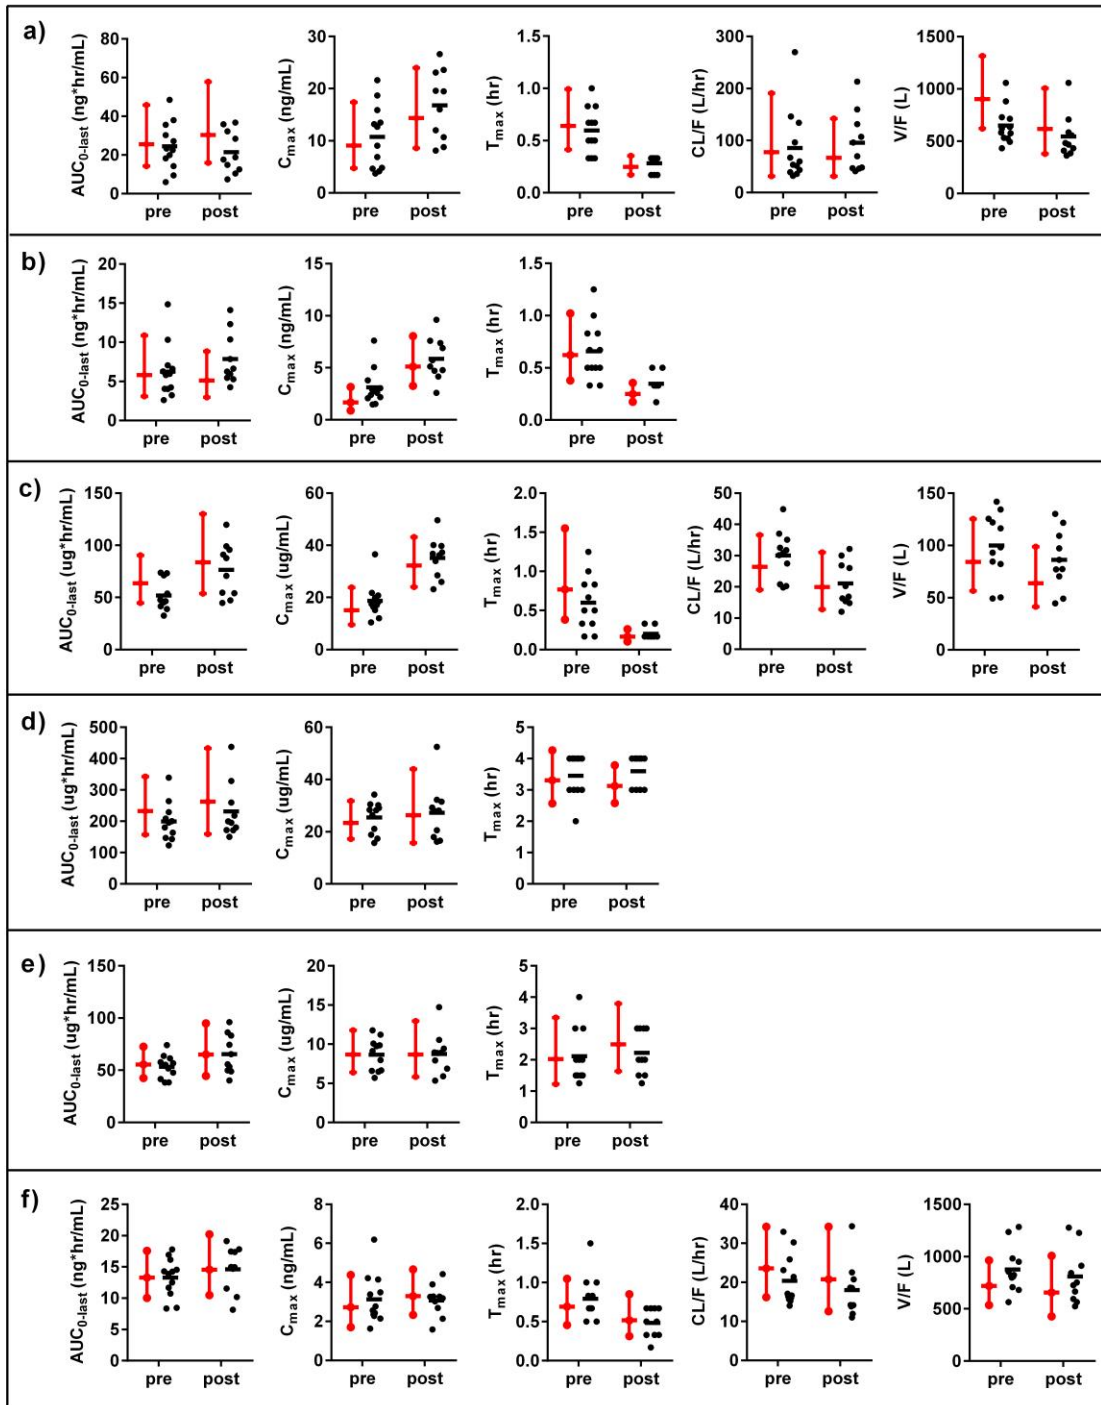 a)
AUC0-last (ng*hr/mL)
80
60
40
20
0
pre post
Cmax (ng/mL)
30
20
10
0
pre post
Tmax (hr)
1.5
1.0
0.5
0.0
pre post
CL/F (L/hr)
300
200
100
0
pre post
V/F (L)
1500
1000
500
0
pre post
b)
AUC0-last (ng*hr/mL)
20
15
10
5
0
pre post
Cmax (ng/mL)
15
10
5
0
pre post
Tmax (hr)
1.5
1.0
0.5
0.0
pre post
c)
AUC0-last (ug*hr/mL)
150
100
50
0
pre post
Cmax (ug/mL)
60
40
20
0
pre post
Tmax (hr)
2.0
1.5
1.0
0.5
0.0
pre post
CL/F (L/hr)
50
40
30
20
10
0
pre post
V/F (L)
150
100
50
0
pre post
d)
AUC0-last (ug*hr/mL)
500
400
300
200
100
0
pre post
Cmax (ug/mL)
60
40
20
0
pre post
Tmax (hr)
5
4
3
2
1
0
pre post
e)
AUC0-last (ug*hr/mL)
150
100
50
0
pre post
Cmax (ug/mL)
20
15
10
5
0
pre post
Tmax (hr)
5
4
3
2
1
0
pre post
f)
AUC0-last (ng*hr/mL)
25
20
15
10
5
0
pre post
Cmax (ng/mL)
8
6
4
2
0
pre post
Tmax (hr)
2.0
1.5
1.0
0.5
0.0
pre post
CL/F (L/hr)
40
30
20
10
0
pre post
V/F (L)
1500
1000
500
0
pre post